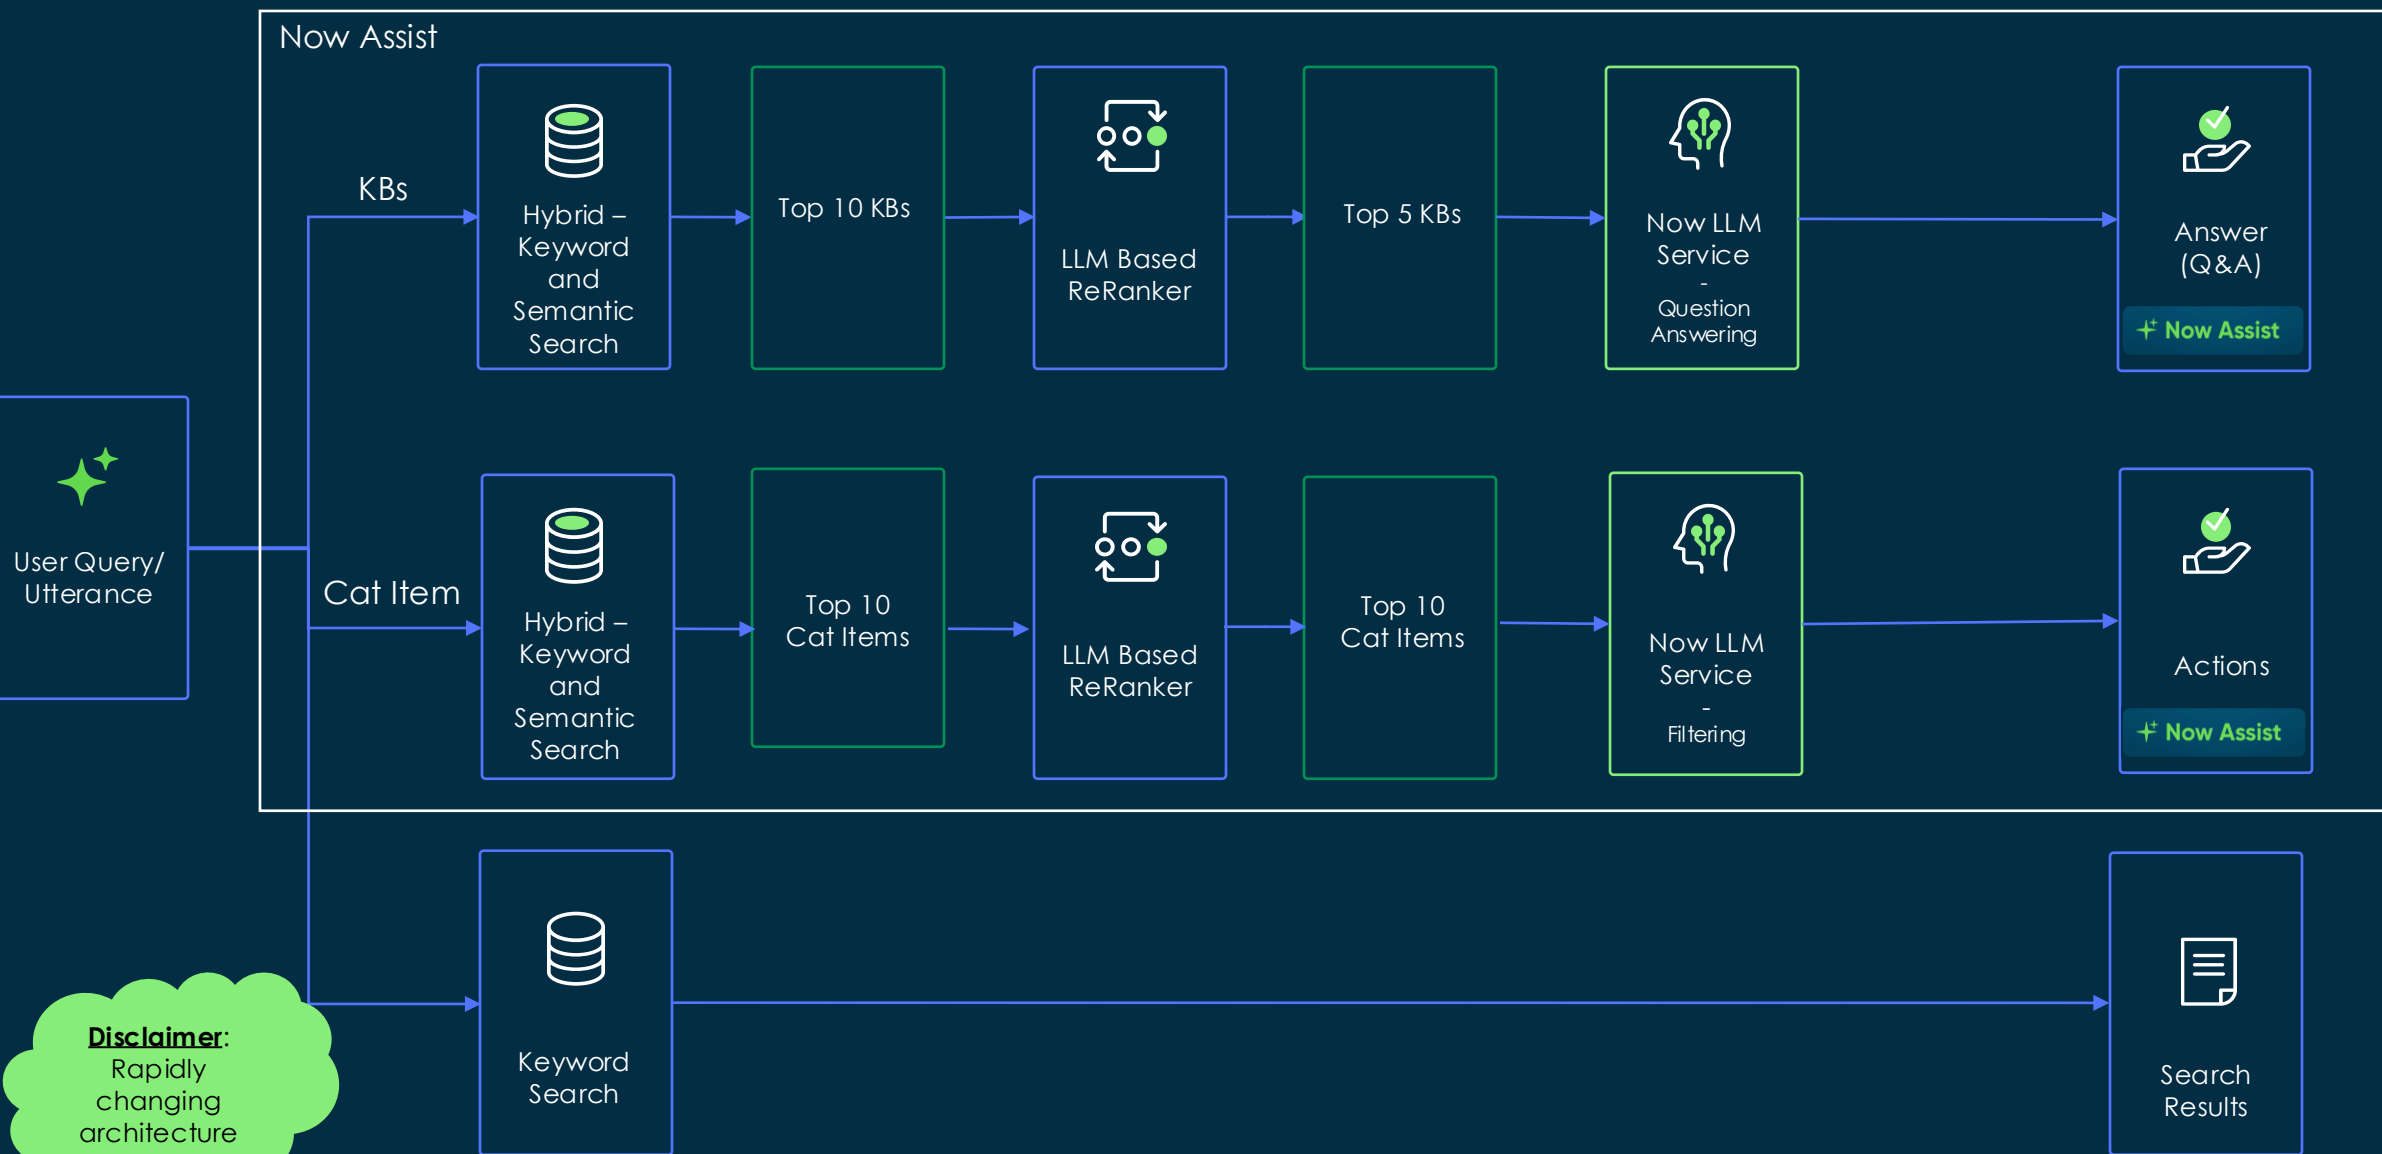 Now Assist
KBs
Hybrid –
Keyword
and
Semantic
Search
Top 10 KBs
LLM Based
ReRanker
Top 5 KBs
Now LLM
Service
-
Question
Answering
Answer
(Q&A)
Now Assist
User Query/
Utterance
Cat Item
Hybrid –
Keyword
and
Semantic
Search
Top 10
Cat Items
LLM Based
ReRanker
Top 10
Cat Items
Now LLM
Service
-
Filtering
Actions
Now Assist
Keyword
Search
Search
Results
Disclaimer:
Rapidly
changing
architecture